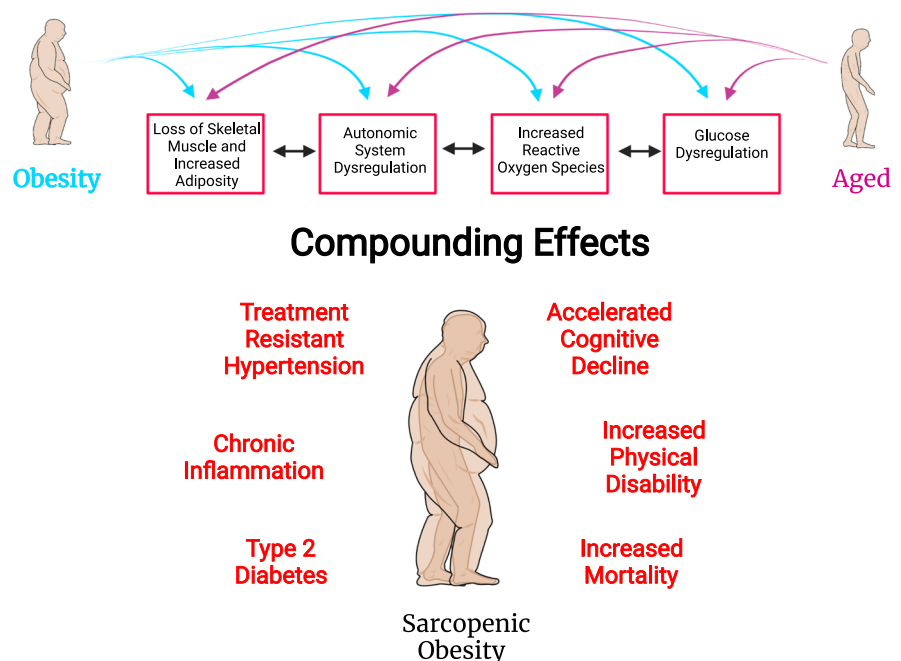 Obesity
Loss of Skeletal
Muscle and
Increased
Adiposity
Autonomic
System
Dysregulation
Increased
Reactive
Oxygen Species
Glucose
Dysregulation
Aged
Compounding Effects
Treatment
Resistant
Hypertension
Accelerated
Cognitive
Decline
Chronic
Inflammation
Increased
Physical
Disability
Type 2
Diabetes
Increased
Mortality
Sarcopenic
Obesity